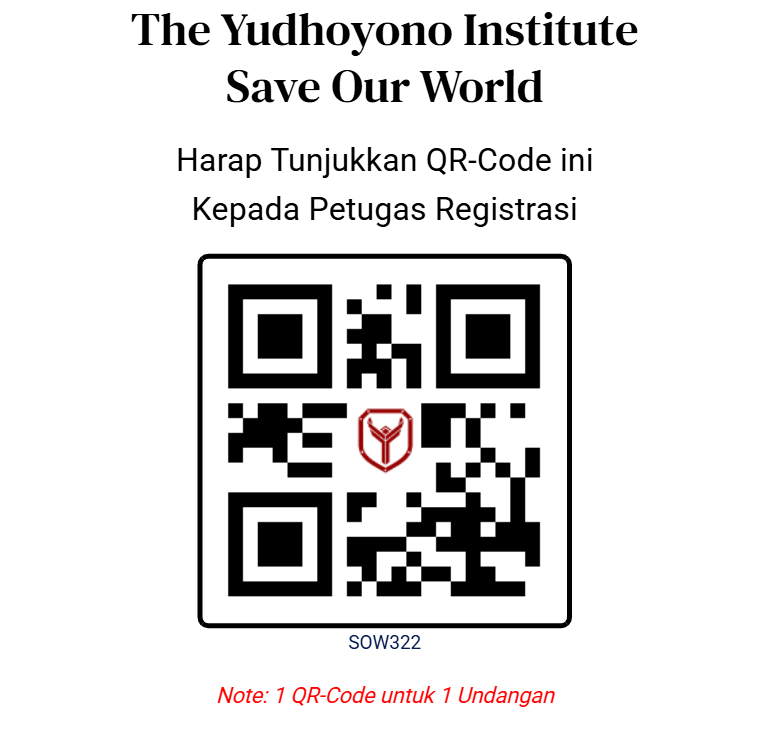 The Yudhoyono Institute
Save Our World
Harap Tunjukkan QR-Code ini
Kepada Petugas Registrasi
SOW322
Note: 1 QR-Code untuk 1 Undangan